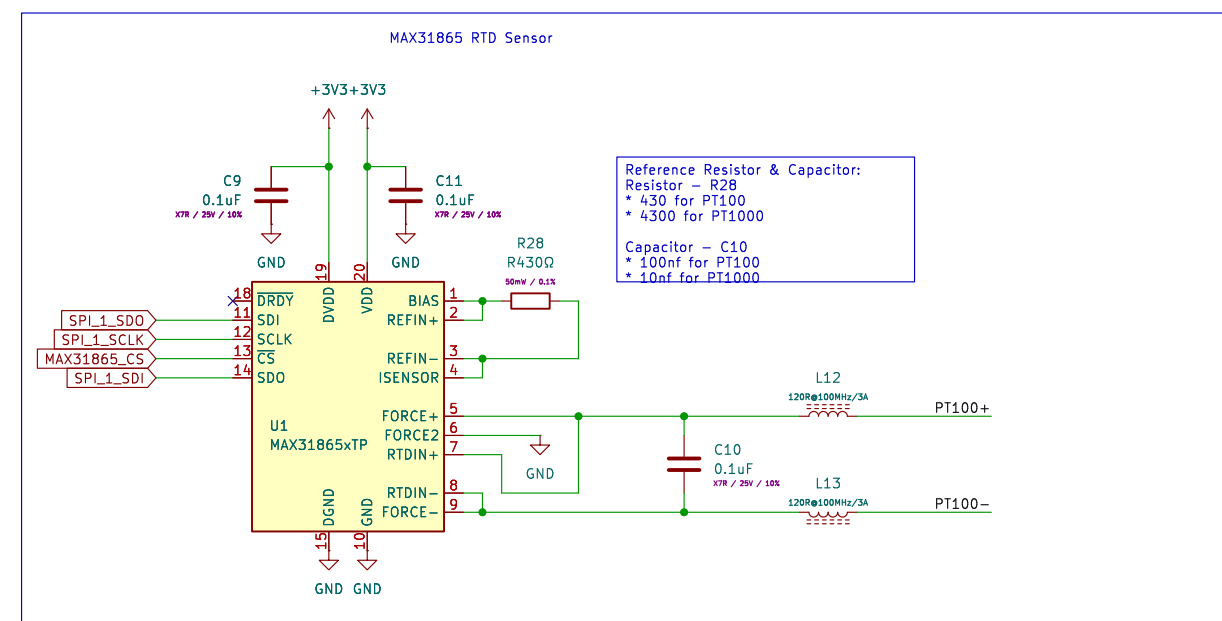 MAX31865 RTD Sensor
+3V3+3V3
C9
0.1uF
X7R / 25V / 10%
GND
C11
0.1uF
X7R / 25V / 10%
GND
Reference Resistor & Capacitor:
Resistor – R28
* 430 for PT100
* 4300 for PT1000
Capacitor – C10
* 100nf for PT100
* 10nf for PT1000
R28
R430Ω
50mW / 0.1%
19
20
DVDD
VDD
18
DRDY
11
SDI
12
SCLK
13
CS
14
SDO
SPI_1_SDO
SPI_1_SCLK
MAX31865_CS
SPI_1_SDI
BIAS
1
REFIN+
2
REFIN-
3
ISENSOR
4
FORCE+
5
FORCE2
6
RTDIN+
7
RTDIN-
8
FORCE-
9
U1
MAX31865xTP
DGND
GND
15
10
GND
GND
GND
C10
0.1uF
X7R / 25V / 10%
L12
120R@100MHz/3A
PT100+
L13
120R@100MHz/3A
PT100-